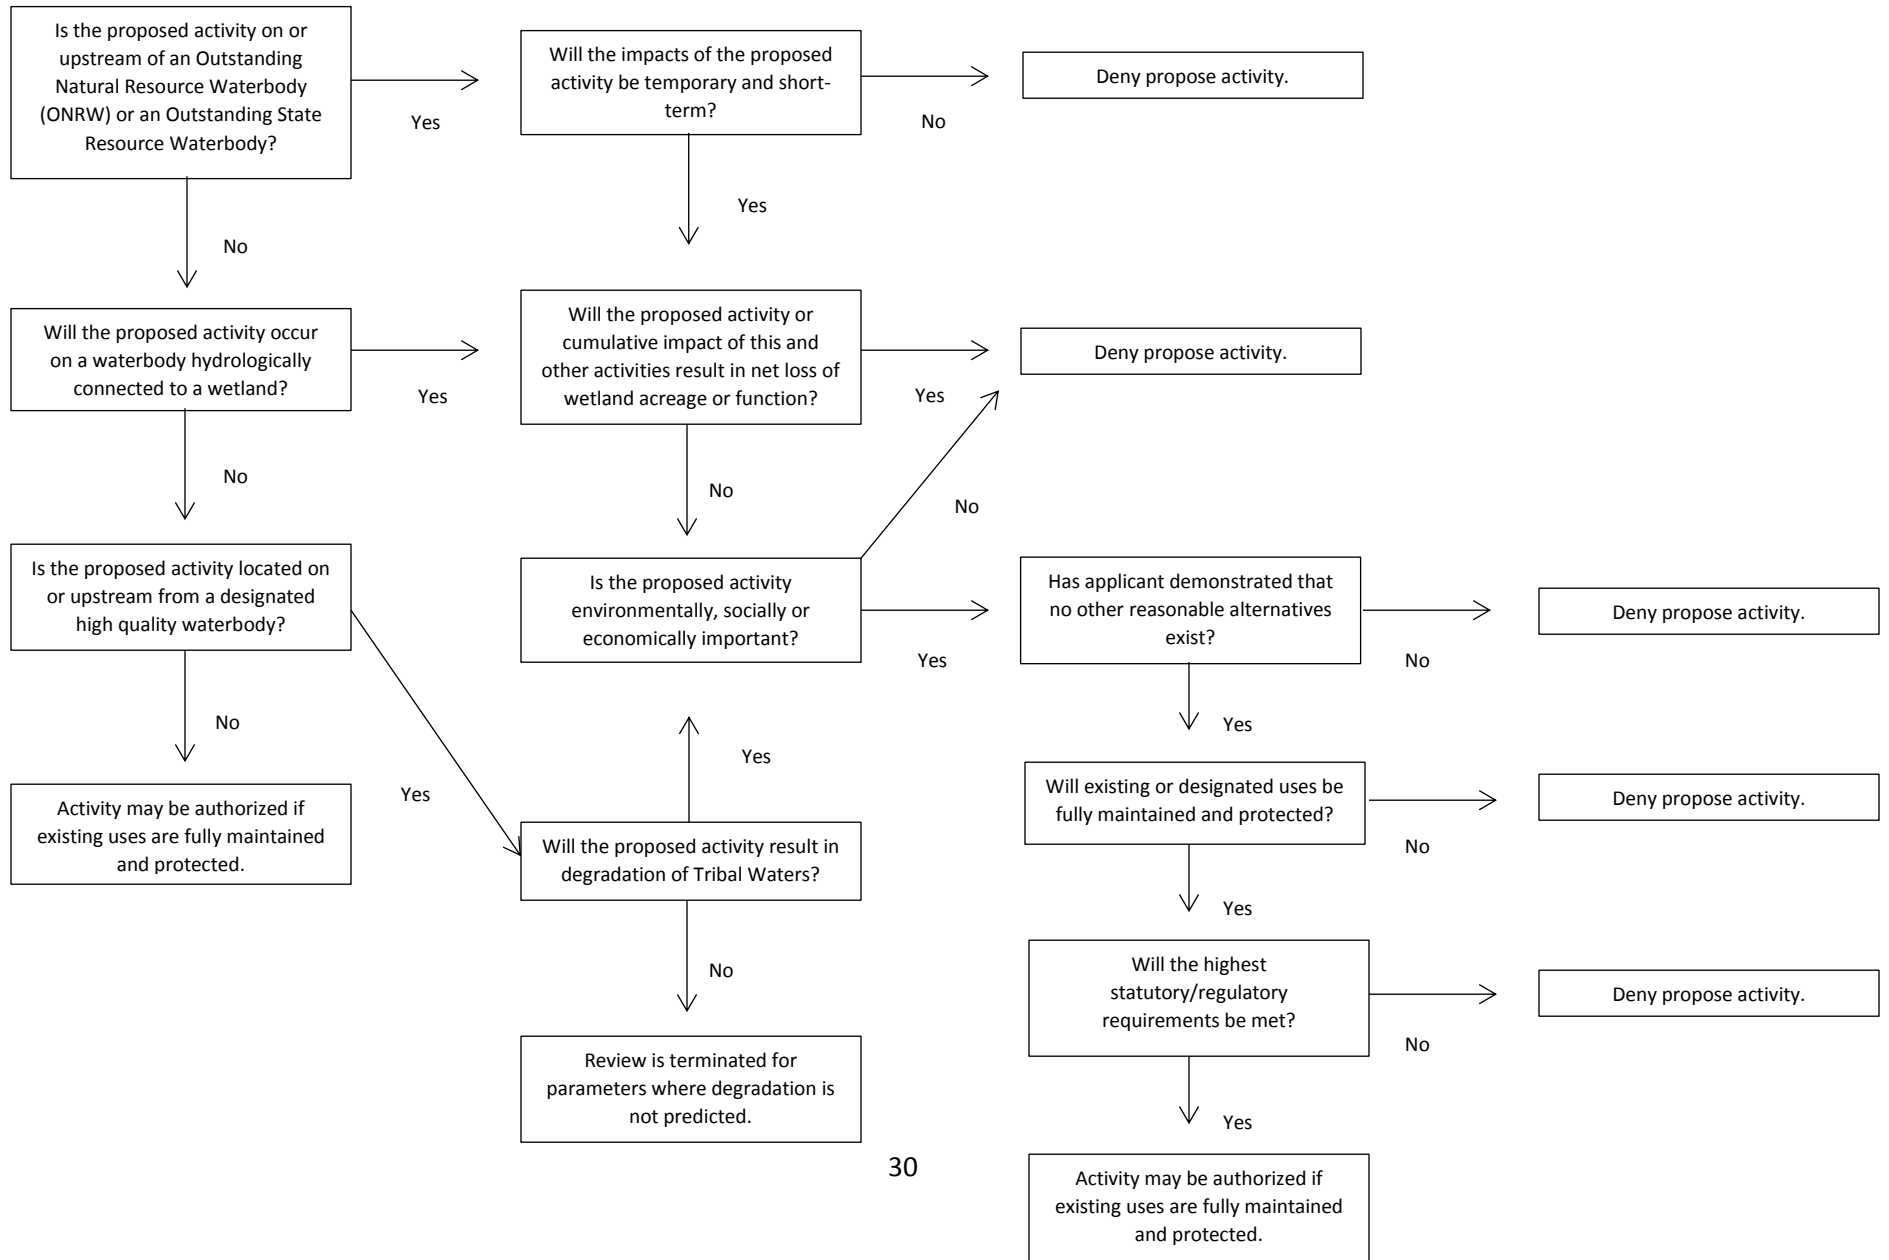 Is the proposed activity on or
upstream of an Outstanding
Natural Resource Waterbody
(ONRW) or an Outstanding State
Resource Waterbody?
Yes
Will the impacts of the proposed
activity be temporary and short-
term?
No
Deny propose activity.
No
Yes
Will the proposed activity occur
on a waterbody hydrologically
connected to a wetland?
Yes
Will the proposed activity or
cumulative impact of this and
other activities result in net loss of
wetland acreage or function?
Yes
Deny propose activity.
No
No
No
Is the proposed activity located on
or upstream from a designated
high quality waterbody?
Is the proposed activity
environmentally, socially or
economically important?
Yes
Has applicant demonstrated that
no other reasonable alternatives
exist?
No
Deny propose activity.
No
Yes
Yes
Yes
Activity may be authorized if
existing uses are fully maintained
and protected.
Will the proposed activity result in
degradation of Tribal Waters?
Will existing or designated uses be
fully maintained and protected?
No
Deny propose activity.
No
Yes
Review is terminated for
parameters where degradation is
not predicted.
Will the highest
statutory/regulatory
requirements be met?
No
Deny propose activity.
Yes
Activity may be authorized if
existing uses are fully maintained
and protected.
30